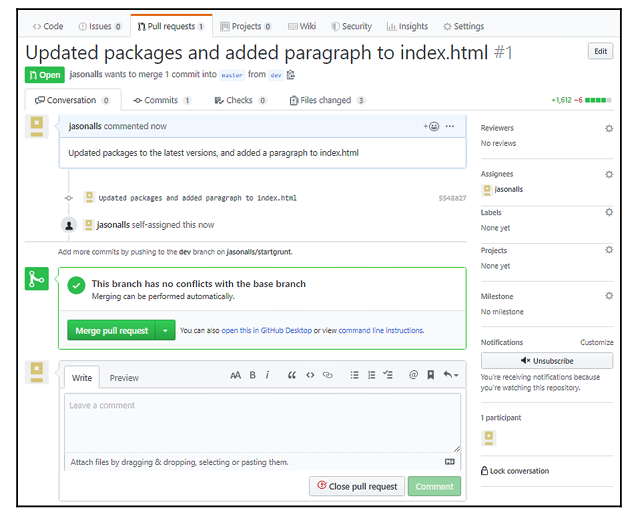 Code Issues 0 Pull requests 1 Projects 0 Wiki Security Insights Settings
Updated packages and added paragraph to index.html #1
Edit
Open jasonalls wants to merge 1 commit into master from dev
Conversation 0 Commits 1 Checks 0 Files changed 3 +1,612 −6
jasonalls commented now
Updated packages to the latest versions, and added a paragraph to index.html
Updated packages and added paragraph to index.html 5548a27
jasonalls self-assigned this now
Add more commits by pushing to the dev branch on jasonalls/startgrunt.
This branch has no conflicts with the base branch
Merging can be performed automatically.
Merge pull request You can also open this in GitHub Desktop or view command line instructions.
Write Preview AA B i
Leave a comment
Attach files by dragging & dropping, selecting or pasting them.
Close pull request Comment
Reviewers
No reviews
Assignees
jasonalls
Labels
None yet
Projects
None yet
Milestone
No milestone
Notifications Customize
Unsubscribe
You're receiving notifications because
you're watching this repository.
1 participant
Lock conversation